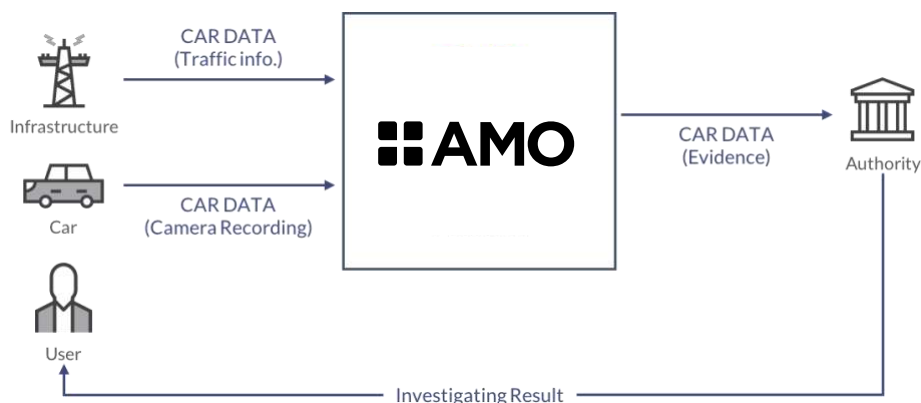 CAR DATA
(Traffic info.)
Infrastructure
AMO
CAR DATA
(Evidence)
Authority
Car
CAR DATA
(Camera Recording)
User
Investigating Result